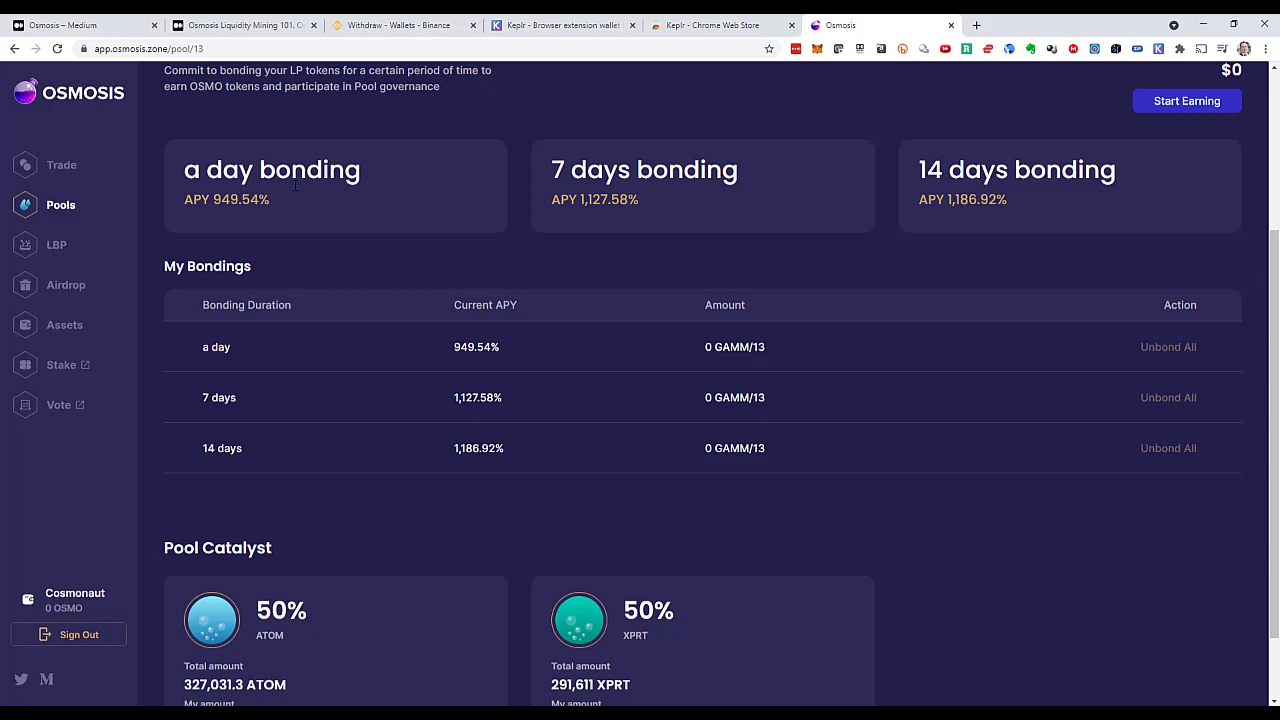 Osmosis – Medium
Osmosis Liquidity Mining 101. O
Withdraw - Wallets - Binance
Keplr - Browser extension wallet
Keplr - Chrome Web Store
Osmosis
app.osmosis.zone/pool/13
OSMOSIS
Trade
Pools
LBP
Airdrop
Assets
Stake
Vote
Cosmonaut
0 OSMO
Sign Out
Commit to bonding your LP tokens for a certain period of time to
earn OSMO tokens and participate in Pool governance
$0
Start Earning
a day bonding
APY 949.54%
7 days bonding
APY 1,127.58%
14 days bonding
APY 1,186.92%
My Bondings
Bonding Duration Current APY Amount Action
a day 949.54% 0 GAMM/13 Unbond All
7 days 1,127.58% 0 GAMM/13 Unbond All
14 days 1,186.92% 0 GAMM/13 Unbond All
Pool Catalyst
50%
ATOM
Total amount
327,031.3 ATOM
My amount
50%
XPRT
Total amount
291,611 XPRT
My amount